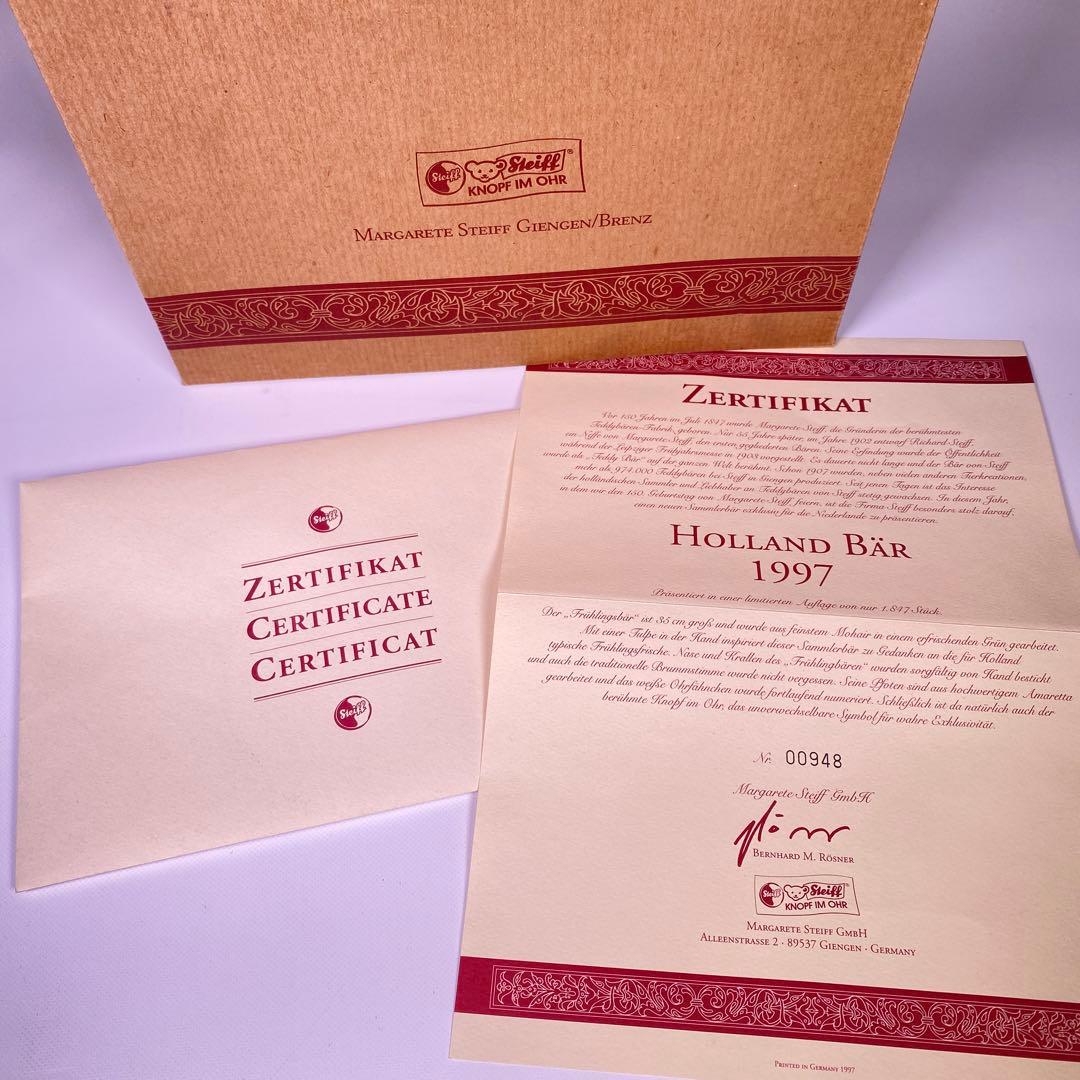 Steiff Steiff®
KNOPF IM OHR
MARGARETE STEIFF GIENGEN/BRENZ
Steiff
ZERTIFIKAT
CERTIFICATE
CERTIFICAT
Steiff
ZERTIFIKAT
Vor 150 Jahren im Juli 1847 wurde Margarete Steiff, die Gründerin der berühmtesten
Teddybären-Fabrik, geboren. Nur 55 Jahre später, im Jahre 1902 entwarf Richard Steiff,
ein Neffe von Margarete Steiff, den ersten gegliederten Bären. Seine Erfindung wurde der Öffentlichkeit
während der Leipziger Frühjahrsmesse in 1903 vorgestellt. Es dauerte nicht lange und der Bär von Steiff
wurde als „Teddy Bär“ auf der ganzen Welt berühmt. Schon 1907 wurden, neben vielen anderen Tierkreationen,
mehr als 974.000 Teddybären bei Steiff in Giengen produziert. Seit jenen Tagen ist das Interesse
der holländischen Sammler und Liebhaber an Teddybären von Steiff stetig gewachsen. In diesem Jahr,
in dem wir den 150. Geburtstag von Margarete Steiff feiern, ist die Firma Steiff besonders stolz darauf,
einen neuen Sammlerbär exklusiv für die Niederlande zu präsentieren.
HOLLAND BÄR
1997
Präsentiert in einer limitierten Auflage von nur 1.847 Stück.
Der „Frühlingsbär“ ist 35 cm groß und wurde aus feinstem Mohair in einem erfrischenden Grün gearbeitet.
Mit einer Tulpe in der Hand inspiriert dieser Sammlerbär zu Gedanken an die für Holland
typische Frühlingsfrische. Nase und Krallen des „Frühlingbären“ wurden sorgfältig von Hand bestickt
und auch die traditionelle Brummstimme wurde nicht vergessen. Seine Pfoten sind aus hochwertigem Amaretta
gearbeitet und das weiße Ohrfähnchen wurde fortlaufend numeriert. Schließlich ist da natürlich auch der
berühmte Knopf im Ohr, das unverwechselbare Symbol für wahre Exklusivität.
Nr. 00948
Margarete Steiff GmbH
BERNHARD M. RÖSNER
Steiff Steiff®
KNOPF IM OHR
MARGARETE STEIFF GMBH
ALLEENSTRASSE 2 · 89537 GIENGEN · GERMANY
PRINTED IN GERMANY 1997